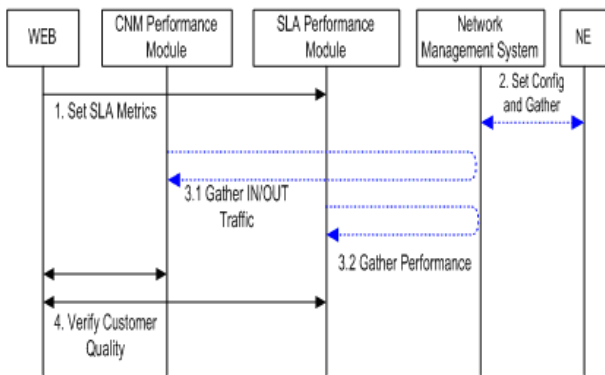 WEB
CNM Performance
Module
SLA Performance
Module
Network
Management System
NE
1. Set SLA Metrics
2. Set Config
and Gather
3.1 Gather IN/OUT
Traffic
3.2 Gather Performance
4. Verify Customer
Quality